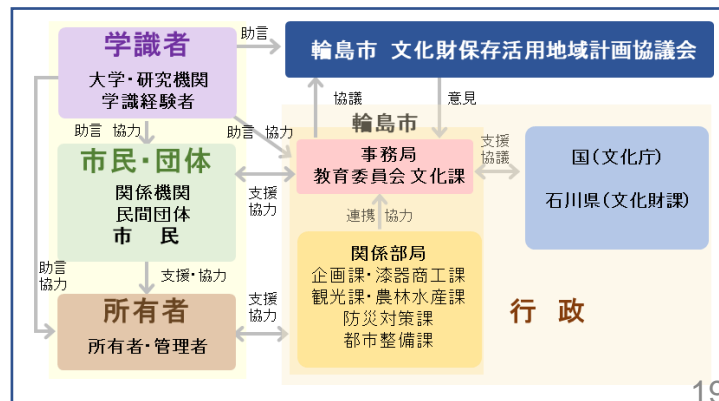 学識者
大学・研究機関
学識経験者
助言
輪島市 文化財保存活用地域計画協議会
協議
意見
助言 協力
助言 協力
輪島市
市民・団体
関係機関
民間団体
市 民
支援
協力
事務局
教育委員会 文化課
支援
協議
国(文化庁)
石川県(文化財課)
連携 協力
助言
協力
支援・協力
所有者
所有者・管理者
支援
協力
関係部局
企画課・漆器商工課
観光課・農林水産課
防災対策課
都市整備課
行 政
19